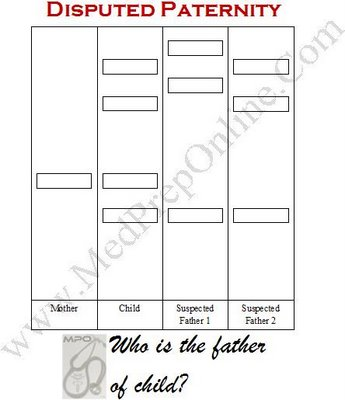 Disputed Paternity
www.MedPrepOnline.Com
Mother Child Suspected Suspected
Father 1 Father 2
MPO
Who is the father
of child?